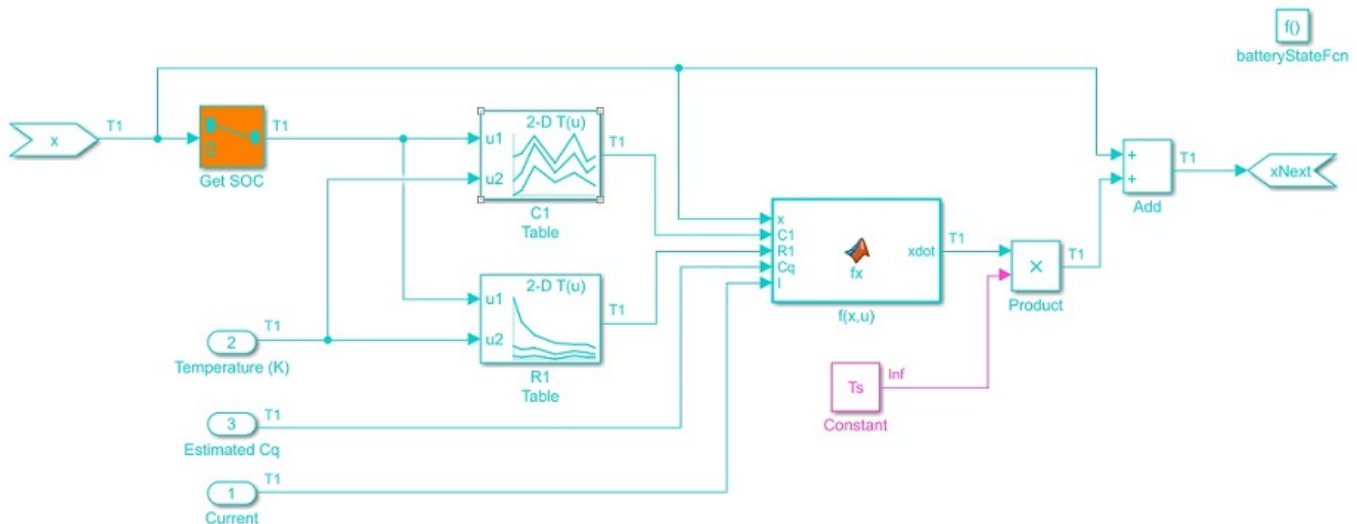 f()
batteryStateFcn
x
T1
Get SOC
T1
2-D T(u)
u1
u2
T1
C1
Table
2-D T(u)
u1
u2
T1
R1
Table
2
T1
Temperature (K)
3
T1
Estimated Cq
1
T1
Current
x
C1
R1
Cq
I
fx
xdot
T1
f(x,u)
Ts
Inf
Constant
×
T1
Product
+
+
T1
Add
xNext